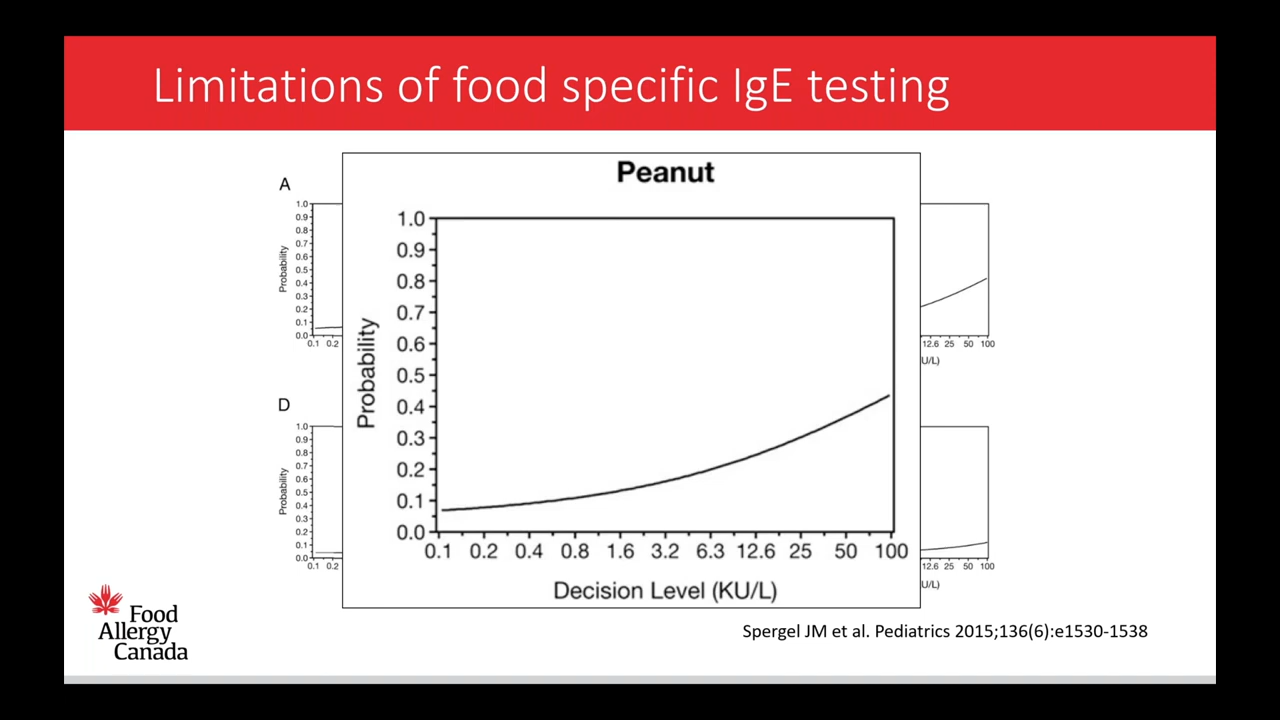 Limitations of food specific IgE testing
A
1.0
0.9
0.8
0.7
0.6
0.5
0.4
0.3
0.2
0.1
0.0
Probability
0.1 0.2
D
1.0
0.9
0.8
0.7
0.6
0.5
0.4
0.3
0.2
0.1
0.0
Probability
0.1 0.2
Peanut
1.0
0.9
0.8
0.7
0.6
0.5
0.4
0.3
0.2
0.1
0.0
Probability
0.1 0.2 0.4 0.8 1.6 3.2 6.3 12.6 25 50 100
Decision Level (KU/L)
12.6 25 50 100
U/L)
12.6 25 50 100
U/L)
Food
Allergy
Canada
Spergel JM et al. Pediatrics 2015;136(6):e1530-1538